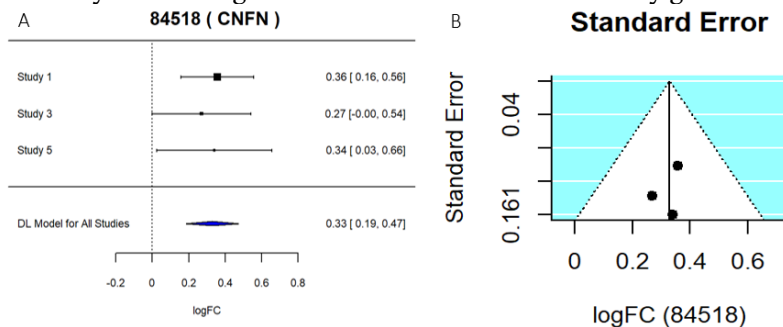 A
84518 ( CNFN )
Study 1
0.36 [ 0.16, 0.56]
Study 3
0.27 [-0.00, 0.54]
Study 5
0.34 [ 0.03, 0.66]
DL Model for All Studies
0.33 [ 0.19, 0.47]
-0.2 0 0.2 0.4 0.6 0.8
logFC
B
Standard Error
Standard Error
0.04
0.161
0 0.2 0.4 0.6
logFC (84518)